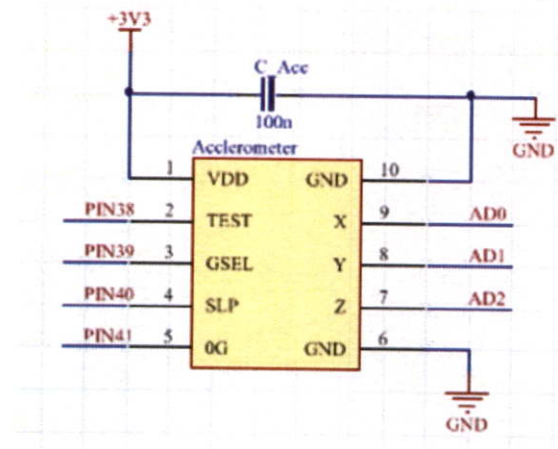 +3V3
C_Acc
100n
GND
Acclerometer
1 VDD GND 10
PIN38 2 TEST X 9 AD0
PIN39 3 GSEL Y 8 AD1
PIN40 4 SLP Z 7 AD2
PIN41 5 0G GND 6
GND